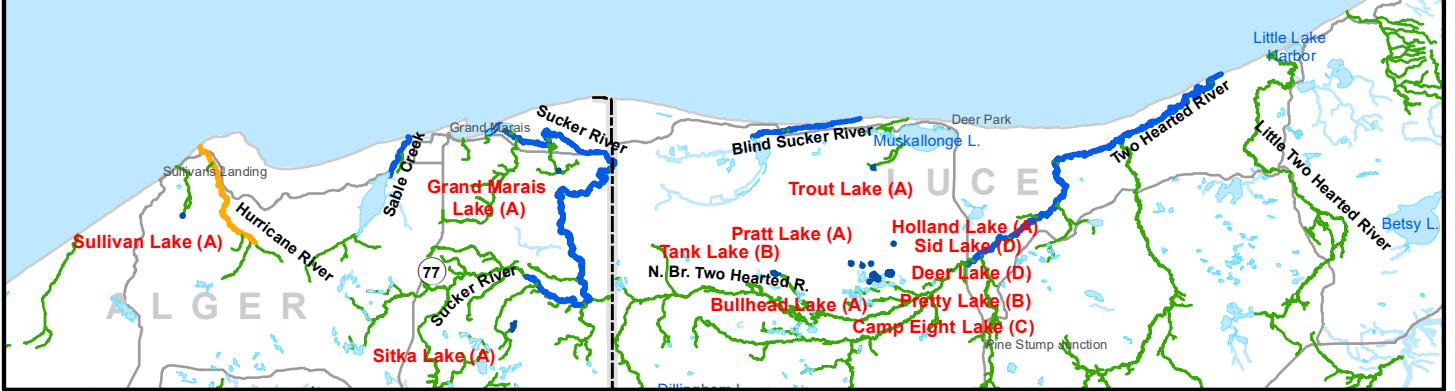 Little Lake
Harbor
Sucker River
Grand Marais
Deer Park
Two Hearted River
Blind Sucker River
Muskallonge L.
Sable Creek
Little Two Hearted River
Sullivans Landing
Grand Marais
Lake (A)
Trout Lake (A)
LUCE
Hurricane River
Betsy L.
Sullivan Lake (A)
Pratt Lake (A)
Holland Lake (A)
Sid Lake (D)
Tank Lake (B)
77
Sucker River
N. Br. Two Hearted R.
Deer Lake (D)
ALGER
Bullhead Lake (A)
Pretty Lake (B)
Camp Eight Lake (C)
Sitka Lake (A)
Pine Stump Junction